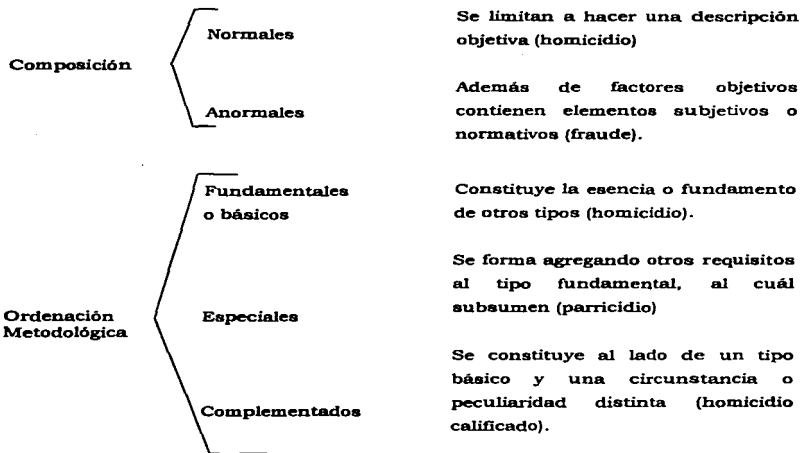 Composición
Normales
Se limitan a hacer una descripción
objetiva (homicidio)
Anormales
Además de factores objetivos
contienen elementos subjetivos o
normativos (fraude).
Ordenación
Metodológica
Fundamentales
o básicos
Constituye la esencia o fundamento
de otros tipos (homicidio).
Especiales
Se forma agregando otros requisitos
al tipo fundamental, al cuál
subsumen (parricidio)
Complementados
Se constituye al lado de un tipo
básico y una circunstancia o
peculiaridad distinta (homicidio
calificado).